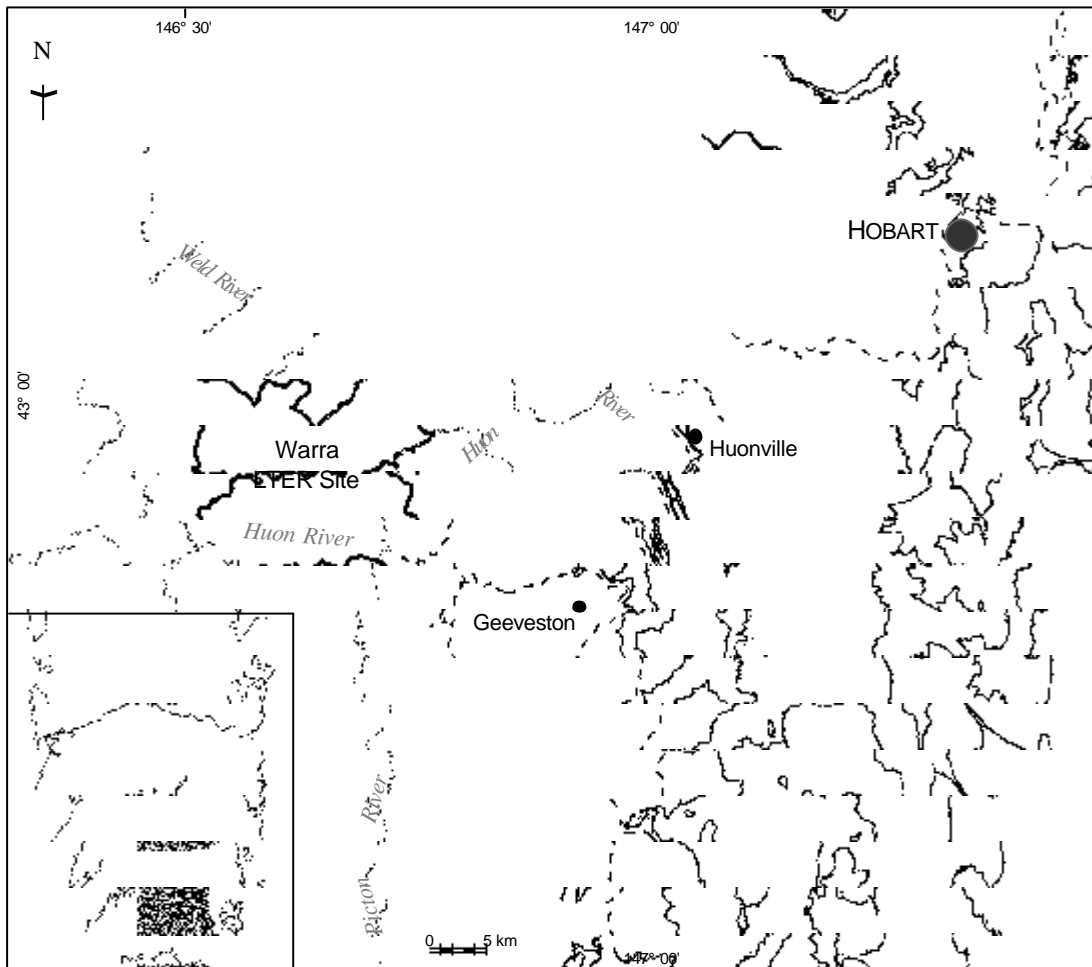 146° 30'
147° 00'
N
HOBART
Weld River
43° 00'
River
Huon
Huonville
Warra
LTER Site
Huon River
Geeveston
River
Picton
0 5 km
147° 00'